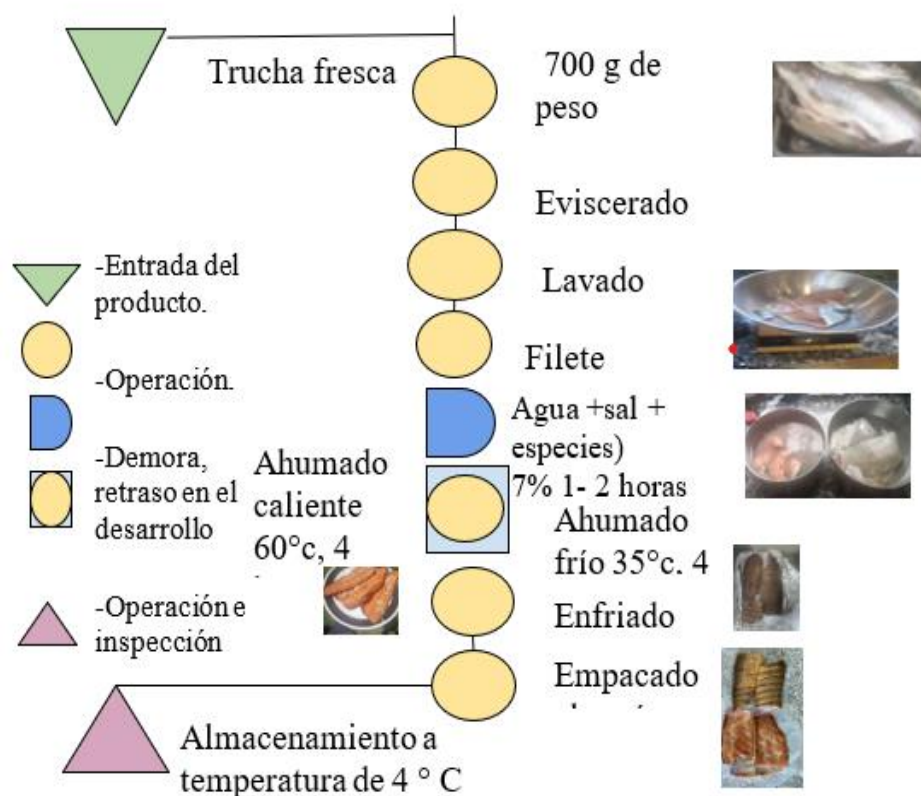 Trucha fresca
700 g de
peso
Eviscerado
Lavado
Filete
Agua +sal +
especies)
7% 1- 2 horas
Ahumado
caliente
60°c, 4
Ahumado
frío 35°c. 4
Enfriado
Empacado
Almacenamiento a
temperatura de 4 ° C
-Entrada del
producto.
-Operación.
-Demora,
retraso en el
desarrollo
-Operación e
inspección